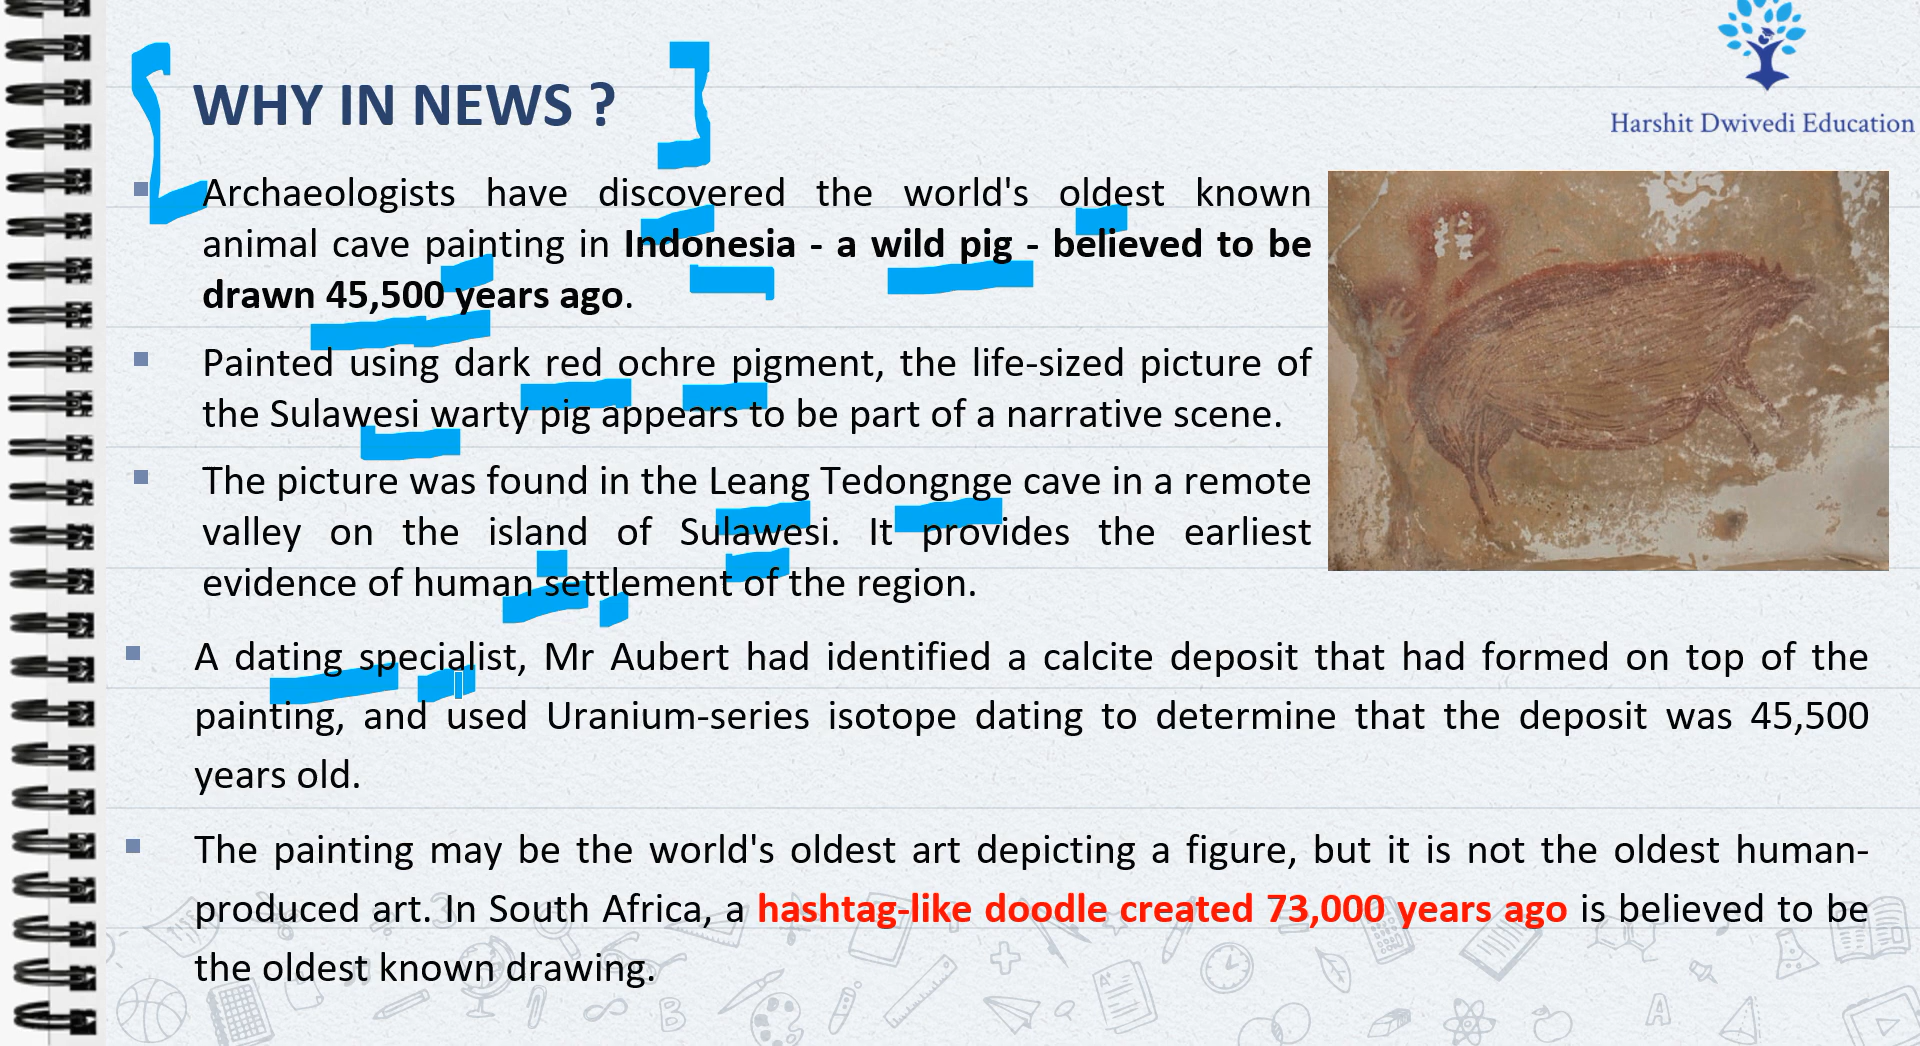 WHY IN NEWS ?
Harshit Dwivedi Education
Archaeologists have discovered the world's oldest known
animal cave painting in Indonesia - a wild pig - believed to be
drawn 45,500 years ago.
Painted using dark red ochre pigment, the life-sized picture of
the Sulawesi warty pig appears to be part of a narrative scene.
The picture was found in the Leang Tedongnge cave in a remote
valley on the island of Sulawesi. It provides the earliest
evidence of human settlement of the region.
A dating specialist, Mr Aubert had identified a calcite deposit that had formed on top of the
painting, and used Uranium-series isotope dating to determine that the deposit was 45,500
years old.
The painting may be the world's oldest art depicting a figure, but it is not the oldest human-
produced art. In South Africa, a hashtag-like doodle created 73,000 years ago is believed to be
the oldest known drawing.